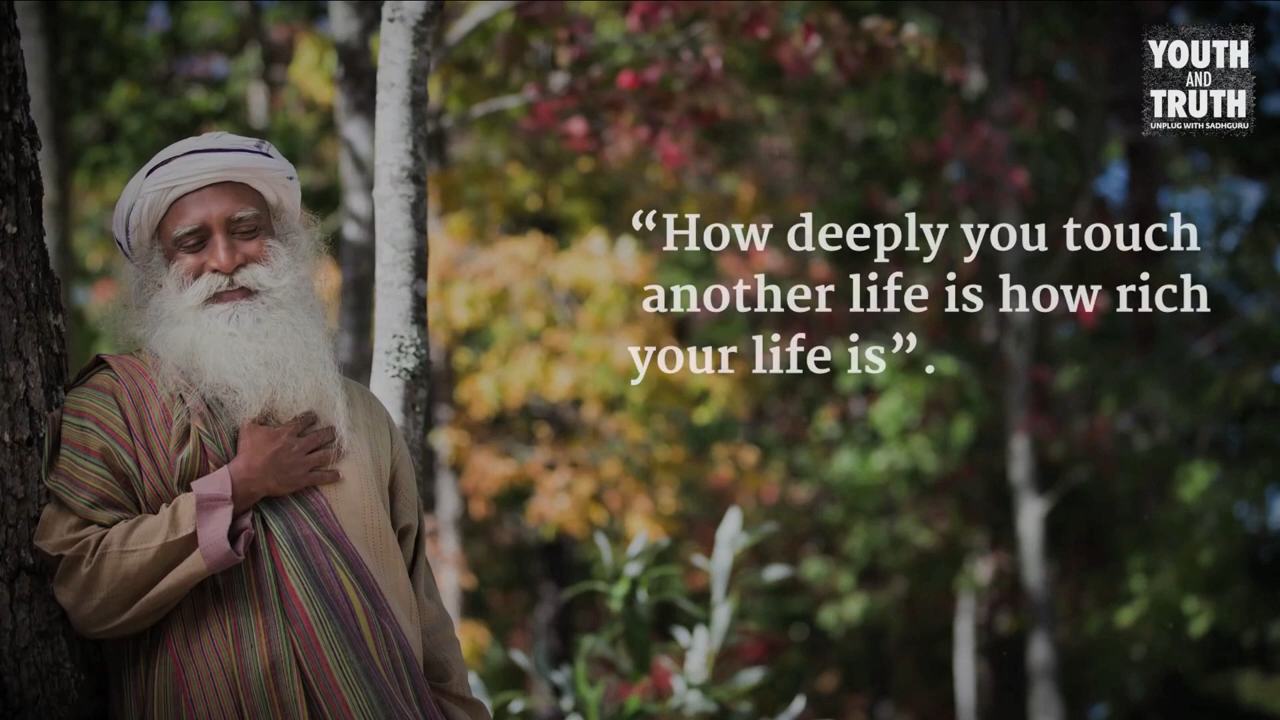 YOUTH
AND
TRUTH
UNPLUG WITH SADHGURU
“How deeply you touch
another life is how rich
your life is”.